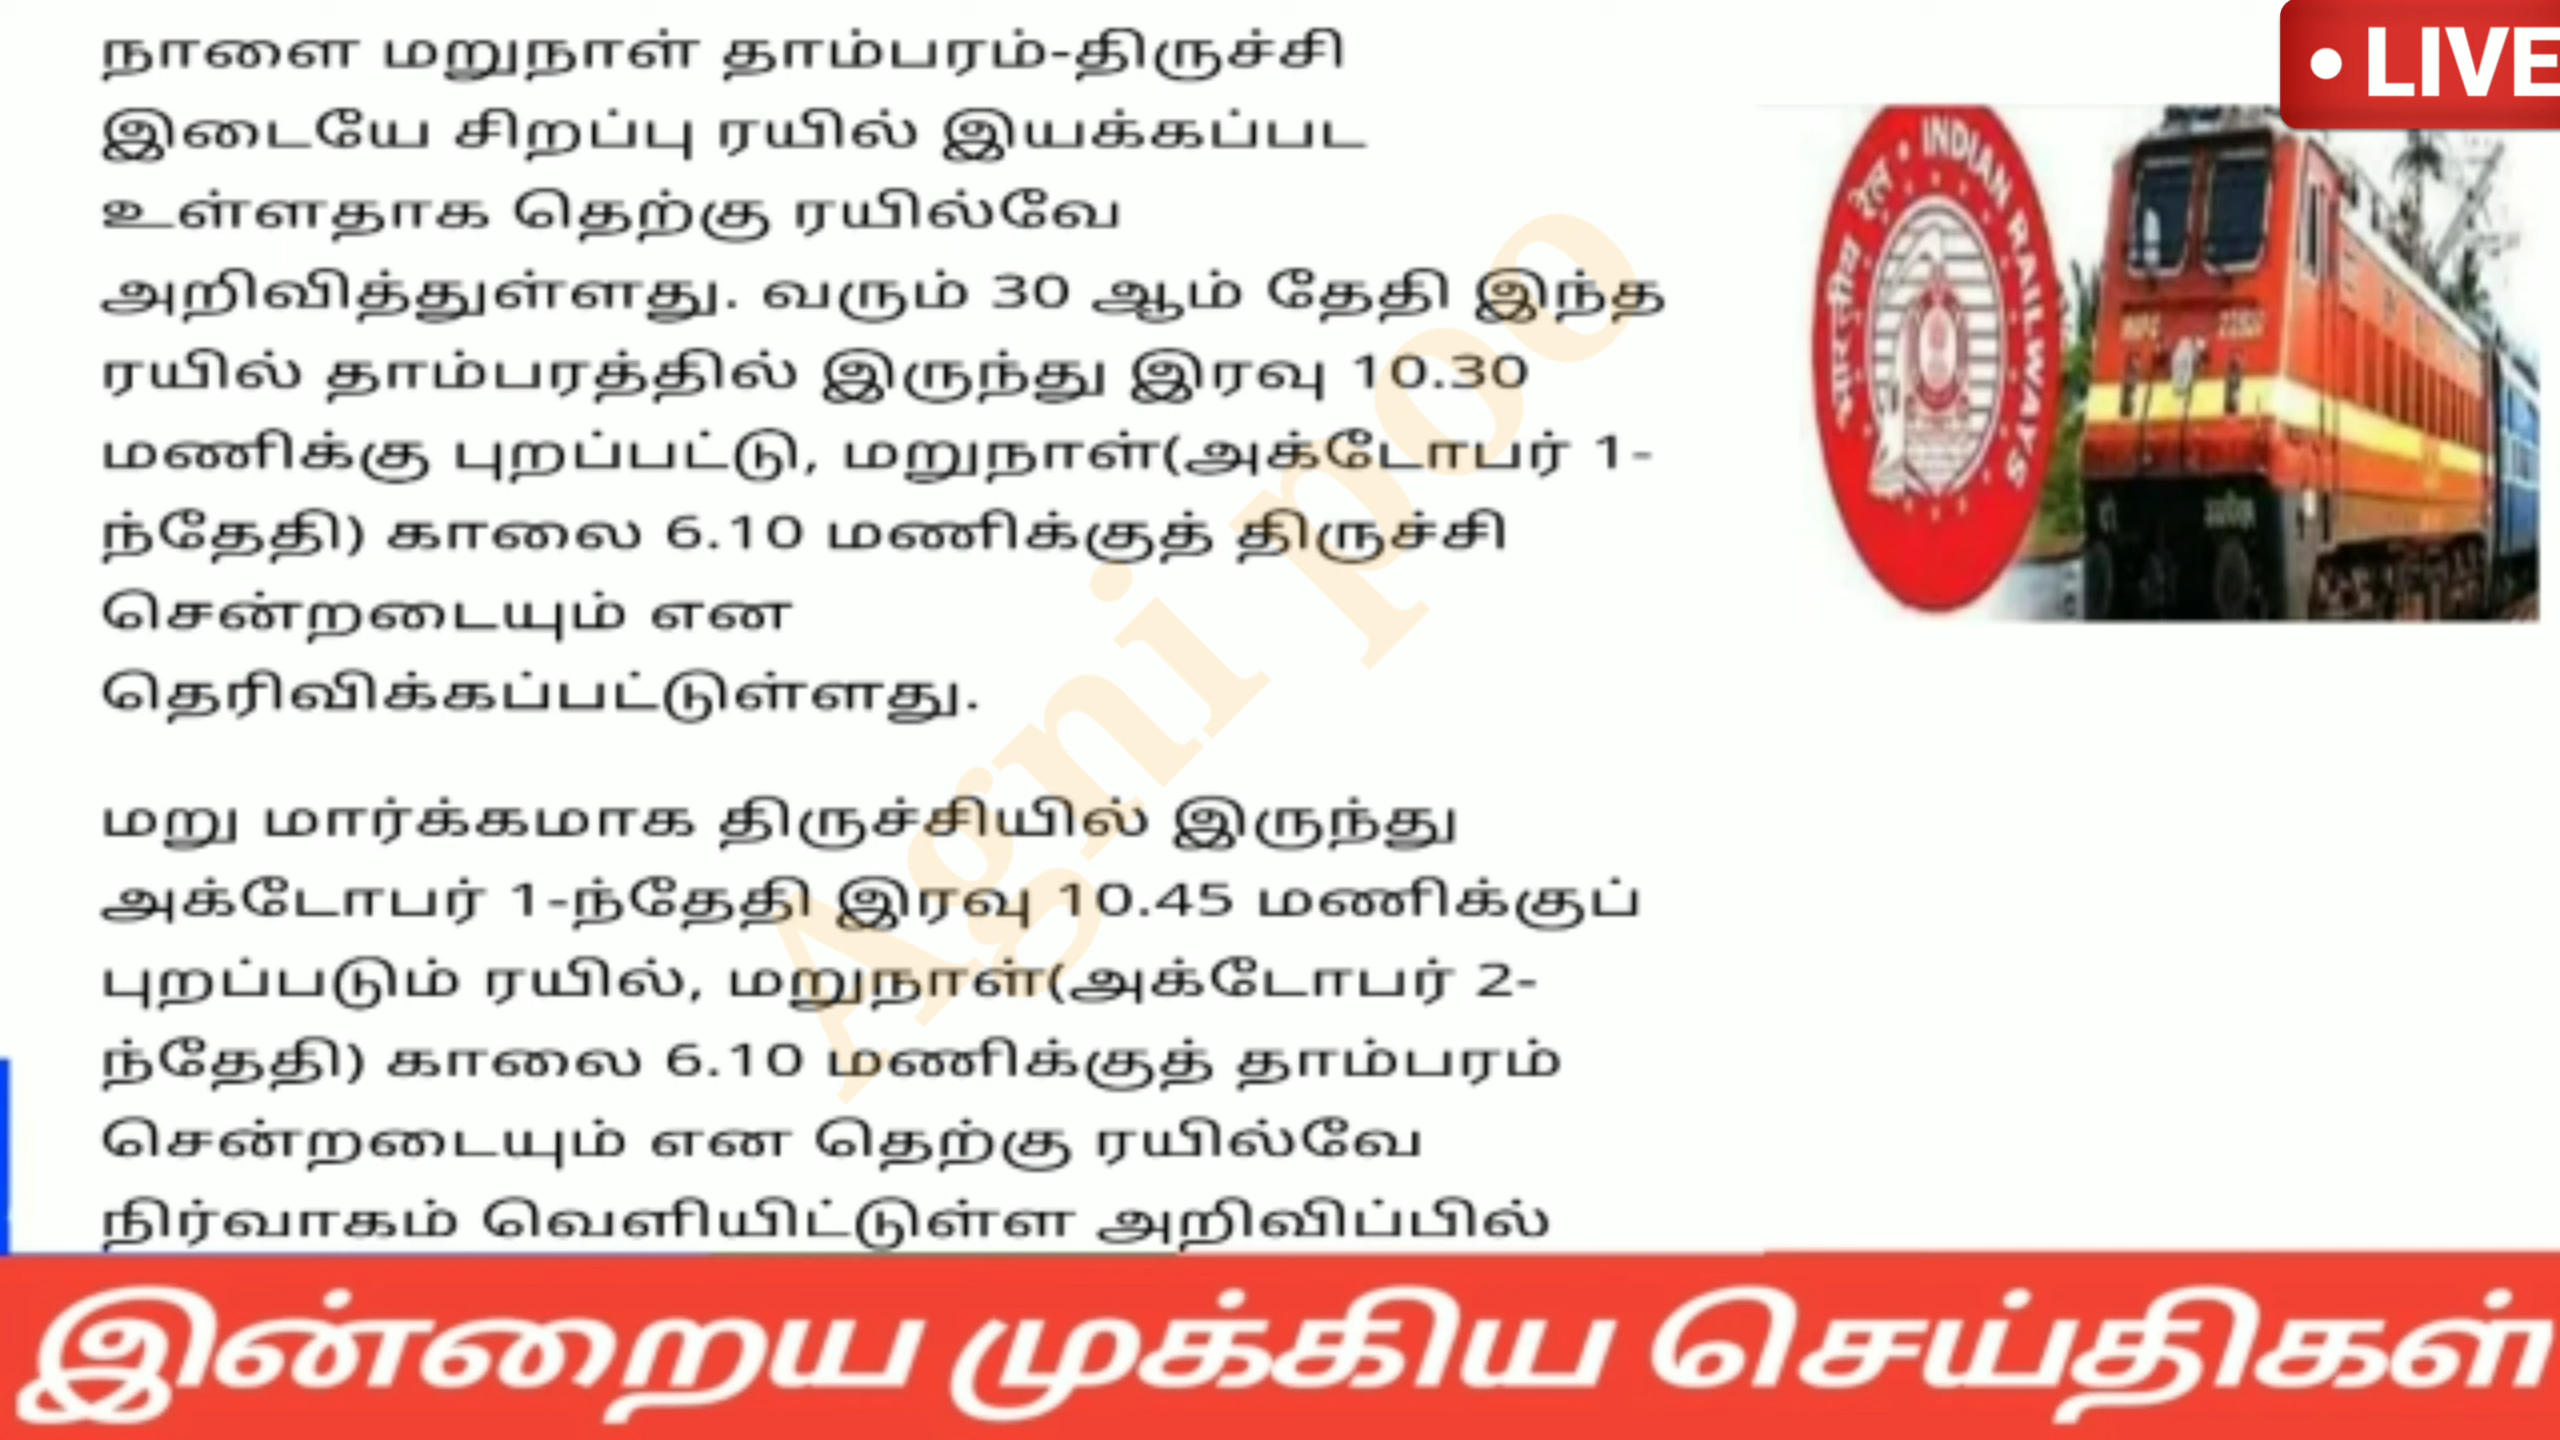 நாளை மறுநாள் தாம்பரம்-திருச்சி
இடையே சிறப்பு ரயில் இயக்கப்பட
உள்ளதாக தெற்கு ரயில்வே
அறிவித்துள்ளது. வரும் 30 ஆம் தேதி இந்த
ரயில் தாம்பரத்தில் இருந்து இரவு 10.30
மணிக்கு புறப்பட்டு, மறுநாள்(அக்டோபர் 1-
ந்தேதி) காலை 6.10 மணிக்குத் திருச்சி
சென்றடையும் என
தெரிவிக்கப்பட்டுள்ளது.
மறு மார்க்கமாக திருச்சியில் இருந்து
அக்டோபர் 1-ந்தேதி இரவு 10.45 மணிக்குப்
புறப்படும் ரயில், மறுநாள்(அக்டோபர் 2-
ந்தேதி) காலை 6.10 மணிக்குத் தாம்பரம்
சென்றடையும் என தெற்கு ரயில்வே
நிர்வாகம் வெளியிட்டுள்ள அறிவிப்பில்
• LIVE
भारतीय रेल • INDIAN RAILWAYS
Agni poo
இன்றைய முக்கிய செய்திகள்